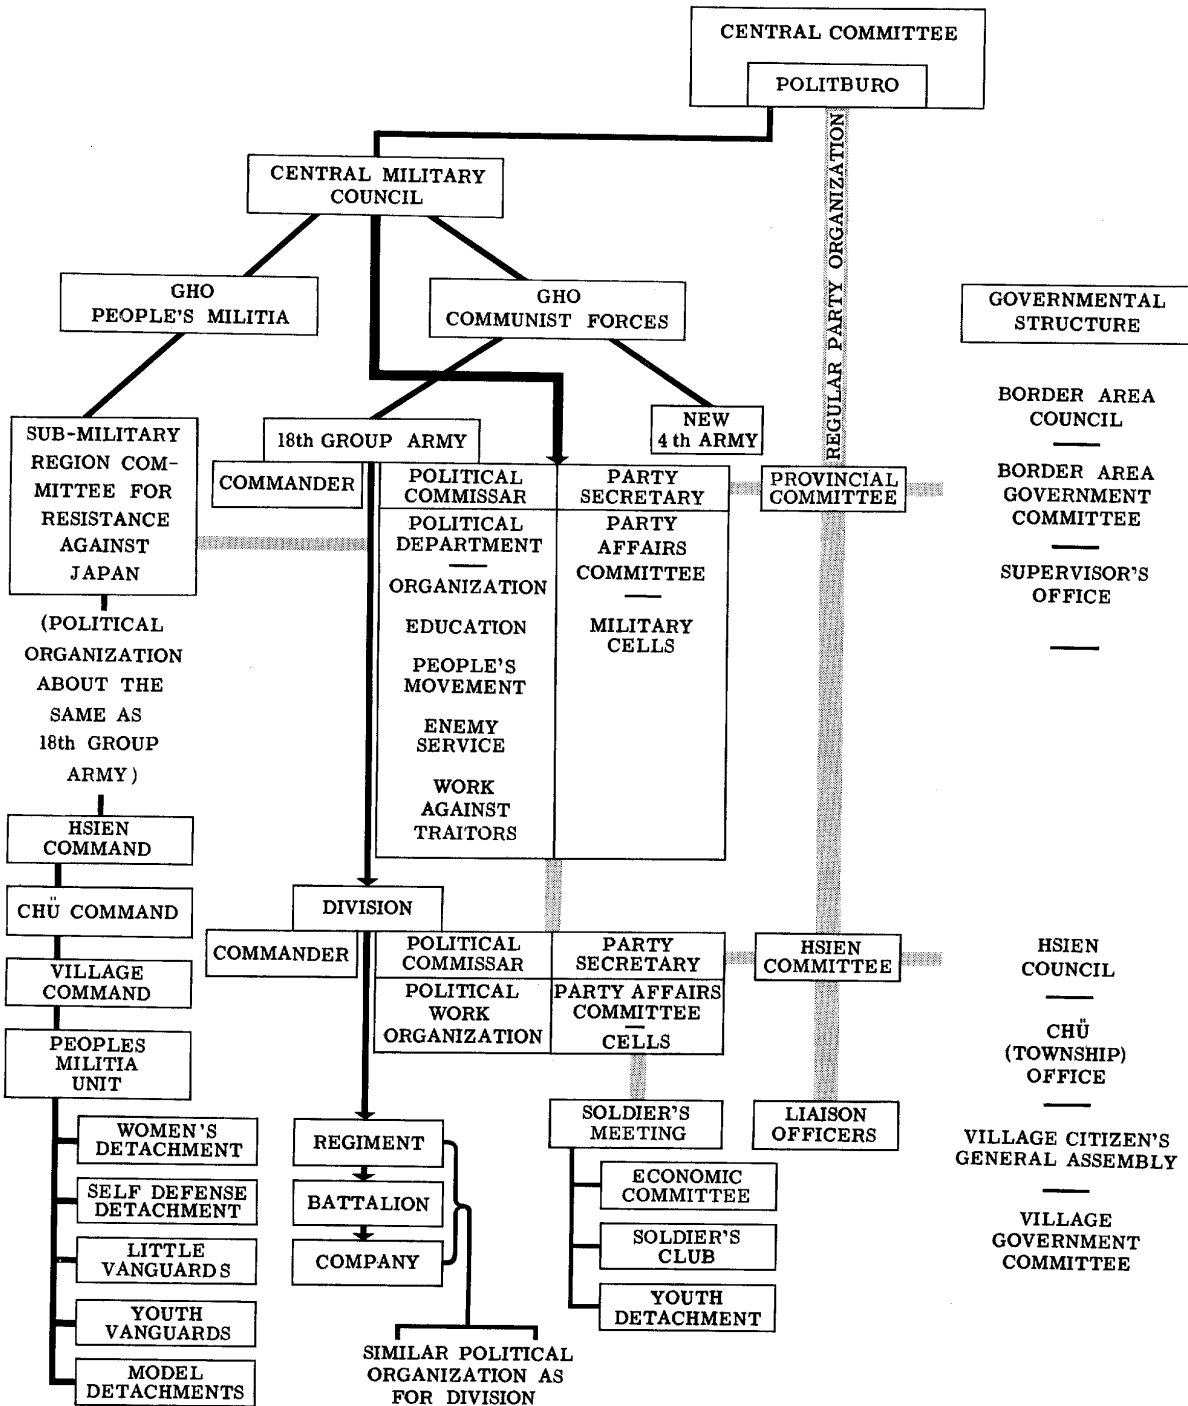 CENTRAL COMMITTEE
POLITBURO
REGULAR PARTY ORGANIZATION
CENTRAL MILITARY
COUNCIL
GHO
PEOPLE'S MILITIA
GHO
COMMUNIST FORCES
GOVERNMENTAL
STRUCTURE
SUB-MILITARY
REGION COM-
MITTEE FOR
RESISTANCE
AGAINST
JAPAN
18th GROUP ARMY
NEW
4 th ARMY
COMMANDER
POLITICAL
COMMISSAR
PARTY
SECRETARY
PROVINCIAL
COMMITTEE
POLITICAL
DEPARTMENT
ORGANIZATION
EDUCATION
PEOPLE'S
MOVEMENT
ENEMY
SERVICE
WORK
AGAINST
TRAITORS
PARTY
AFFAIRS
COMMITTEE
MILITARY
CELLS
BORDER AREA
COUNCIL
BORDER AREA
GOVERNMENT
COMMITTEE
SUPERVISOR'S
OFFICE
(POLITICAL
ORGANIZATION
ABOUT THE
SAME AS
18th GROUP
ARMY)
HSIEN
COMMAND
CHÜ COMMAND
VILLAGE
COMMAND
PEOPLES
MILITIA
UNIT
WOMEN'S
DETACHMENT
SELF DEFENSE
DETACHMENT
LITTLE
VANGUARDS
YOUTH
VANGUARDS
MODEL
DETACHMENTS
DIVISION
COMMANDER
POLITICAL
COMMISSAR
PARTY
SECRETARY
HSIEN
COMMITTEE
POLITICAL
WORK
ORGANIZATION
PARTY AFFAIRS
COMMITTEE
CELLS
REGIMENT
BATTALION
COMPANY
SIMILAR POLITICAL
ORGANIZATION AS
FOR DIVISION
SOLDIER'S
MEETING
ECONOMIC
COMMITTEE
SOLDIER'S
CLUB
YOUTH
DETACHMENT
LIAISON
OFFICERS
HSIEN
COUNCIL
CHÜ
(TOWNSHIP)
OFFICE
VILLAGE CITIZEN'S
GENERAL ASSEMBLY
VILLAGE
GOVERNMENT
COMMITTEE